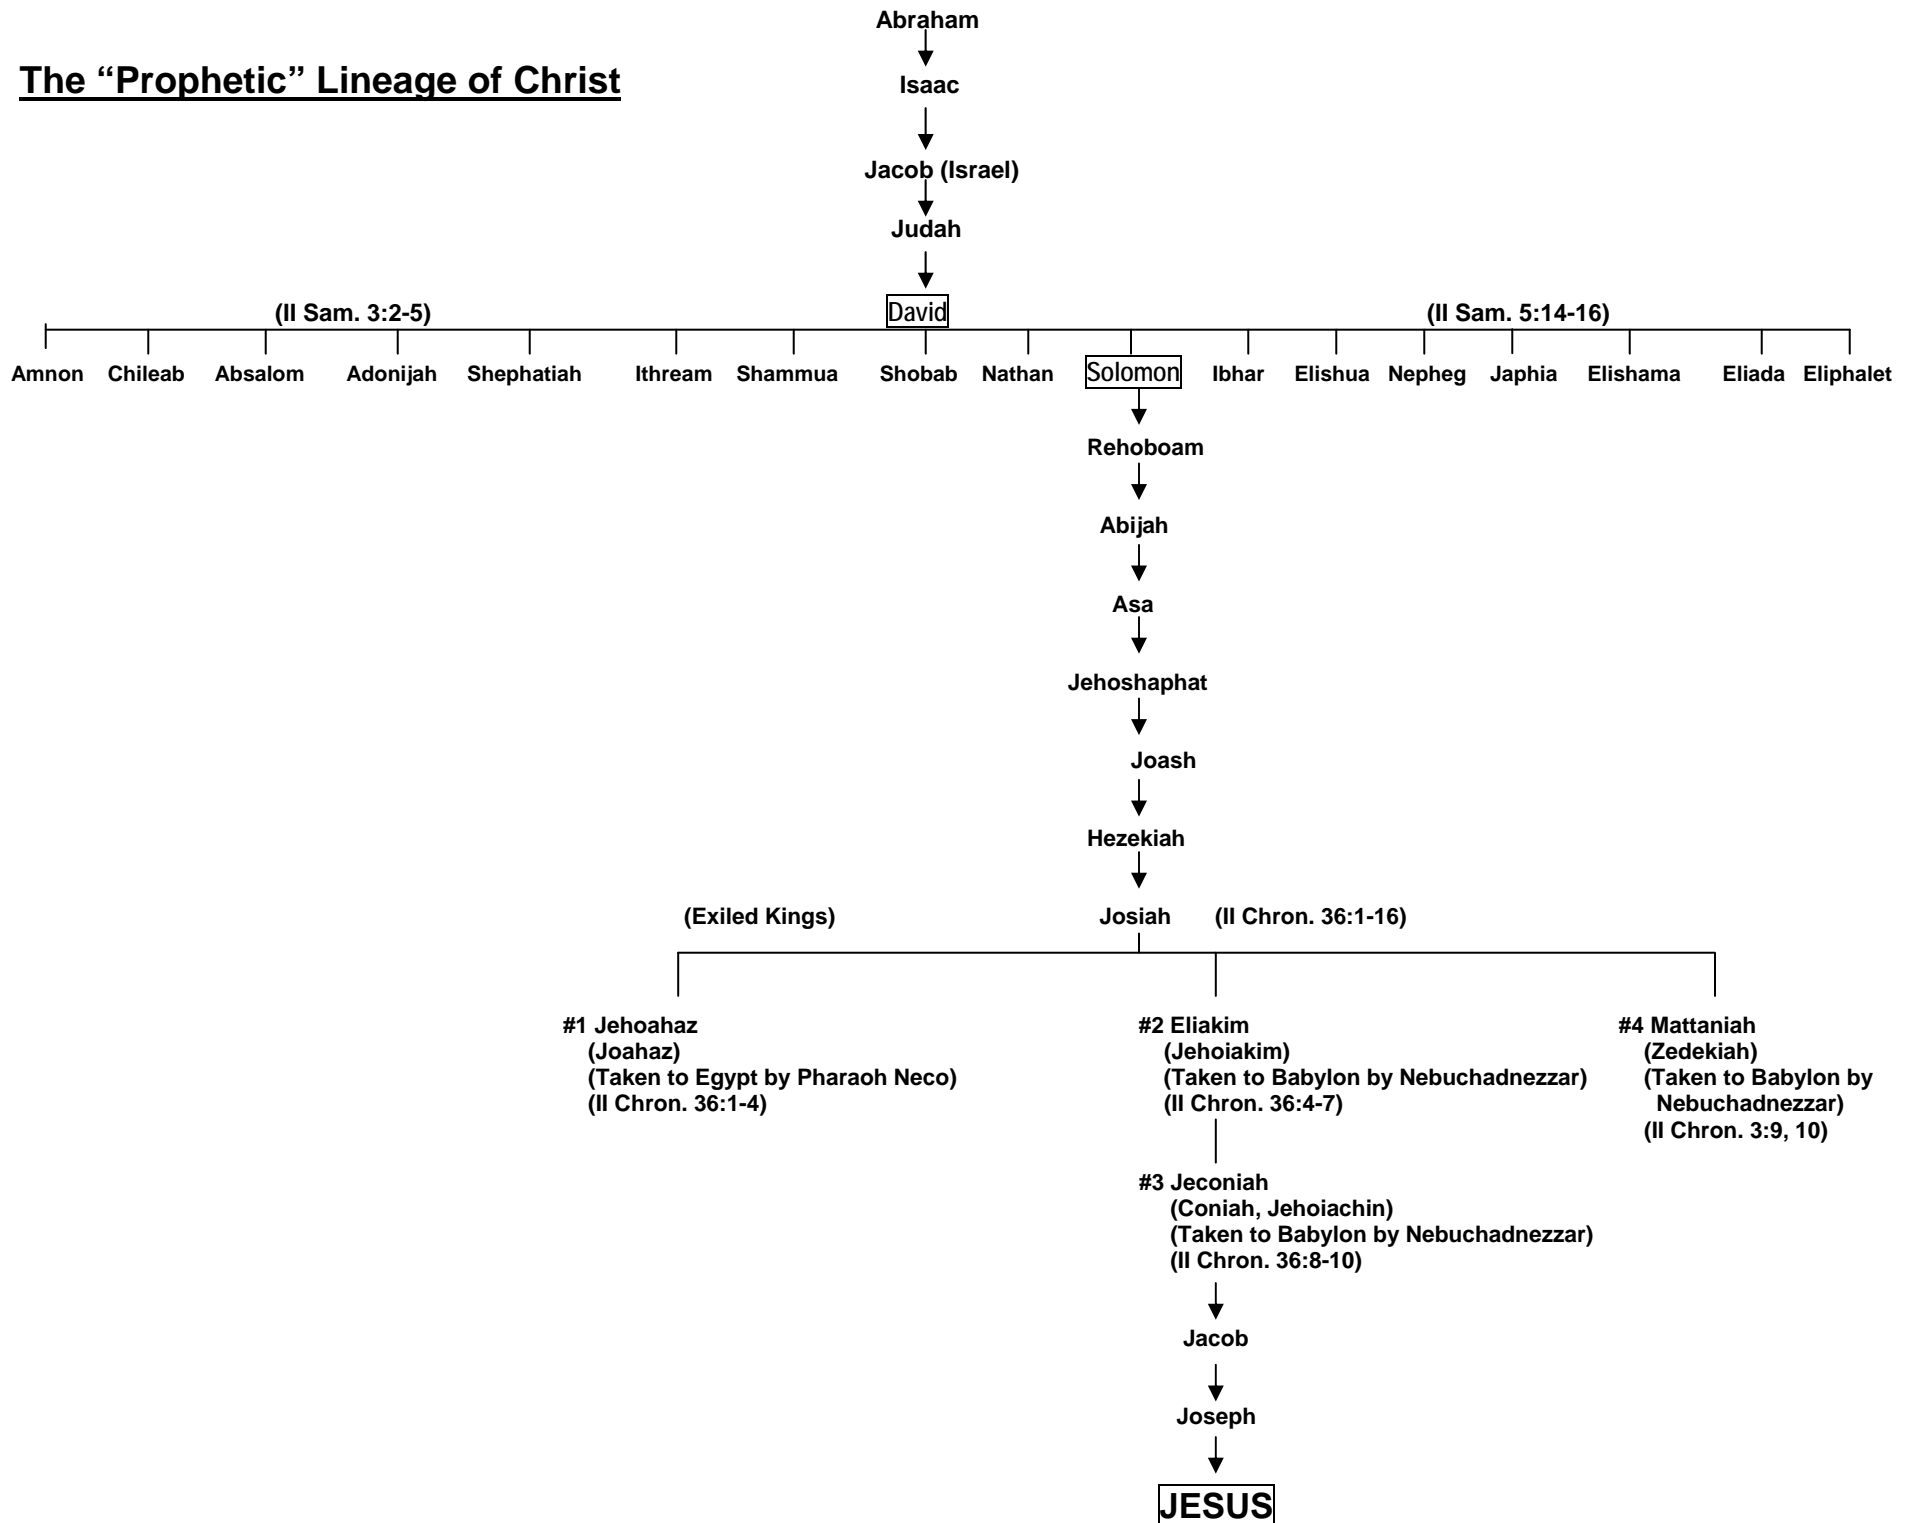 Abraham
The “Prophetic” Lineage of Christ
Isaac
Jacob (Israel)
Judah
(II Sam. 3:2-5) David (II Sam. 5:14-16)
Amnon Chileab Absalom Adonijah Shephatiah Ithream Shammua Shobab Nathan Solomon Ibhar Elishua Nepheg Japhia Elishama Eliada Eliphalet
Rehoboam
Abijah
Asa
Jehoshaphat
Joash
Hezekiah
(Exiled Kings) Josiah (II Chron. 36:1-16)
#1 Jehoahaz
(Joahaz)
(Taken to Egypt by Pharaoh Neco)
(II Chron. 36:1-4)
#2 Eliakim
(Jehoiakim)
(Taken to Babylon by Nebuchadnezzar)
(II Chron. 36:4-7)
#4 Mattaniah
(Zedekiah)
(Taken to Babylon by
Nebuchadnezzar)
(II Chron. 3:9, 10)
#3 Jeconiah
(Coniah, Jehoiachin)
(Taken to Babylon by Nebuchadnezzar)
(II Chron. 36:8-10)
Jacob
Joseph
JESUS